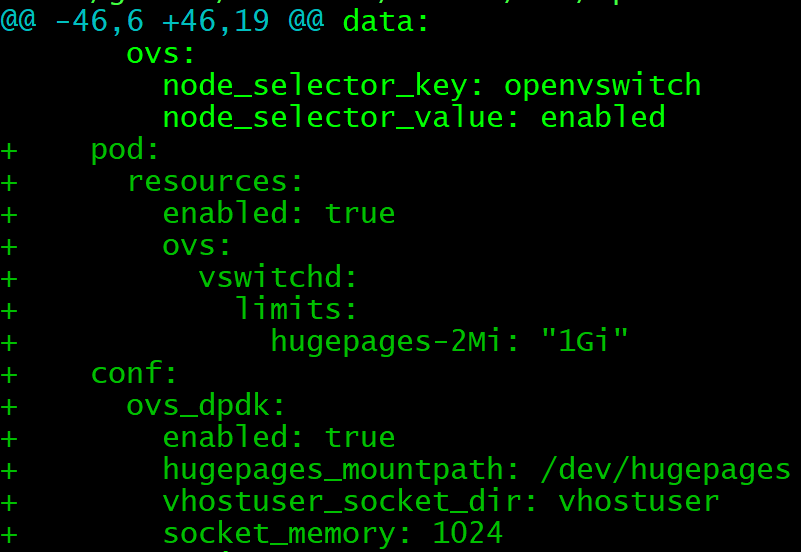 @@ -46,6 +46,19 @@ data:
       ovs:
         node_selector_key: openvswitch
         node_selector_value: enabled
+    pod:
+      resources:
+        enabled: true
+        ovs:
+          vswitchd:
+            limits:
+              hugepages-2Mi: "1Gi"
+    conf:
+      ovs_dpdk:
+        enabled: true
+        hugepages_mountpath: /dev/hugepages
+        vhostuser_socket_dir: vhostuser
+        socket_memory: 1024